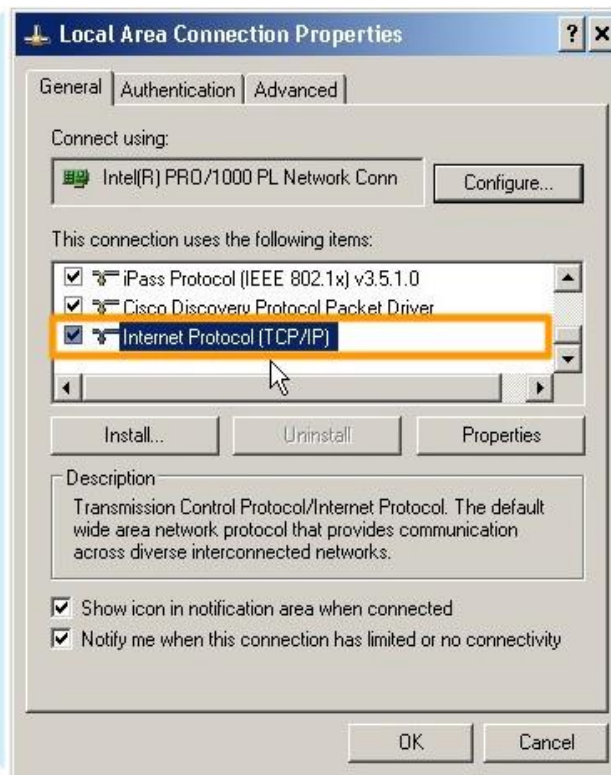 Local Area Connection Properties
General Authentication Advanced
Connect using:
Intel(R) PRO/1000 PL Network Conn Configure...
This connection uses the following items:
iPass Protocol (IEEE 802.1x) v3.5.1.0
Cisco Discovery Protocol Packet Driver
Internet Protocol (TCP/IP)
Install... Uninstall Properties
Description
Transmission Control Protocol/Internet Protocol. The default
wide area network protocol that provides communication
across diverse interconnected networks.
Show icon in notification area when connected
Notify me when this connection has limited or no connectivity
OK Cancel